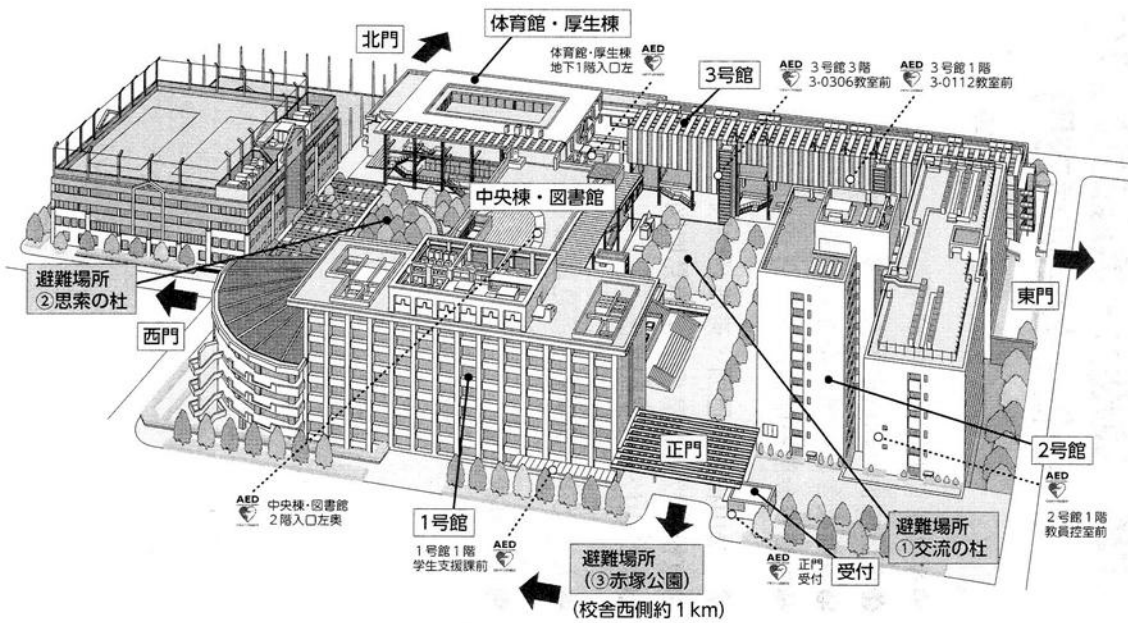 体育館・厚生棟
北門
体育館・厚生棟
地下1階入口左
AED
3号館
AED
3号館3階
3-0306教室前
AED
3号館1階
3-0112教室前
中央棟・図書館
避難場所
②思索の杜
西門
東門
正門
2号館
AED
2号館1階
教員控室前
AED
中央棟・図書館
2階入口左奥
1号館
1号館1階
学生支援課前
AED
避難場所
(③赤塚公園)
(校舎西側約1km)
AED
正門
受付
受付
避難場所
①交流の杜